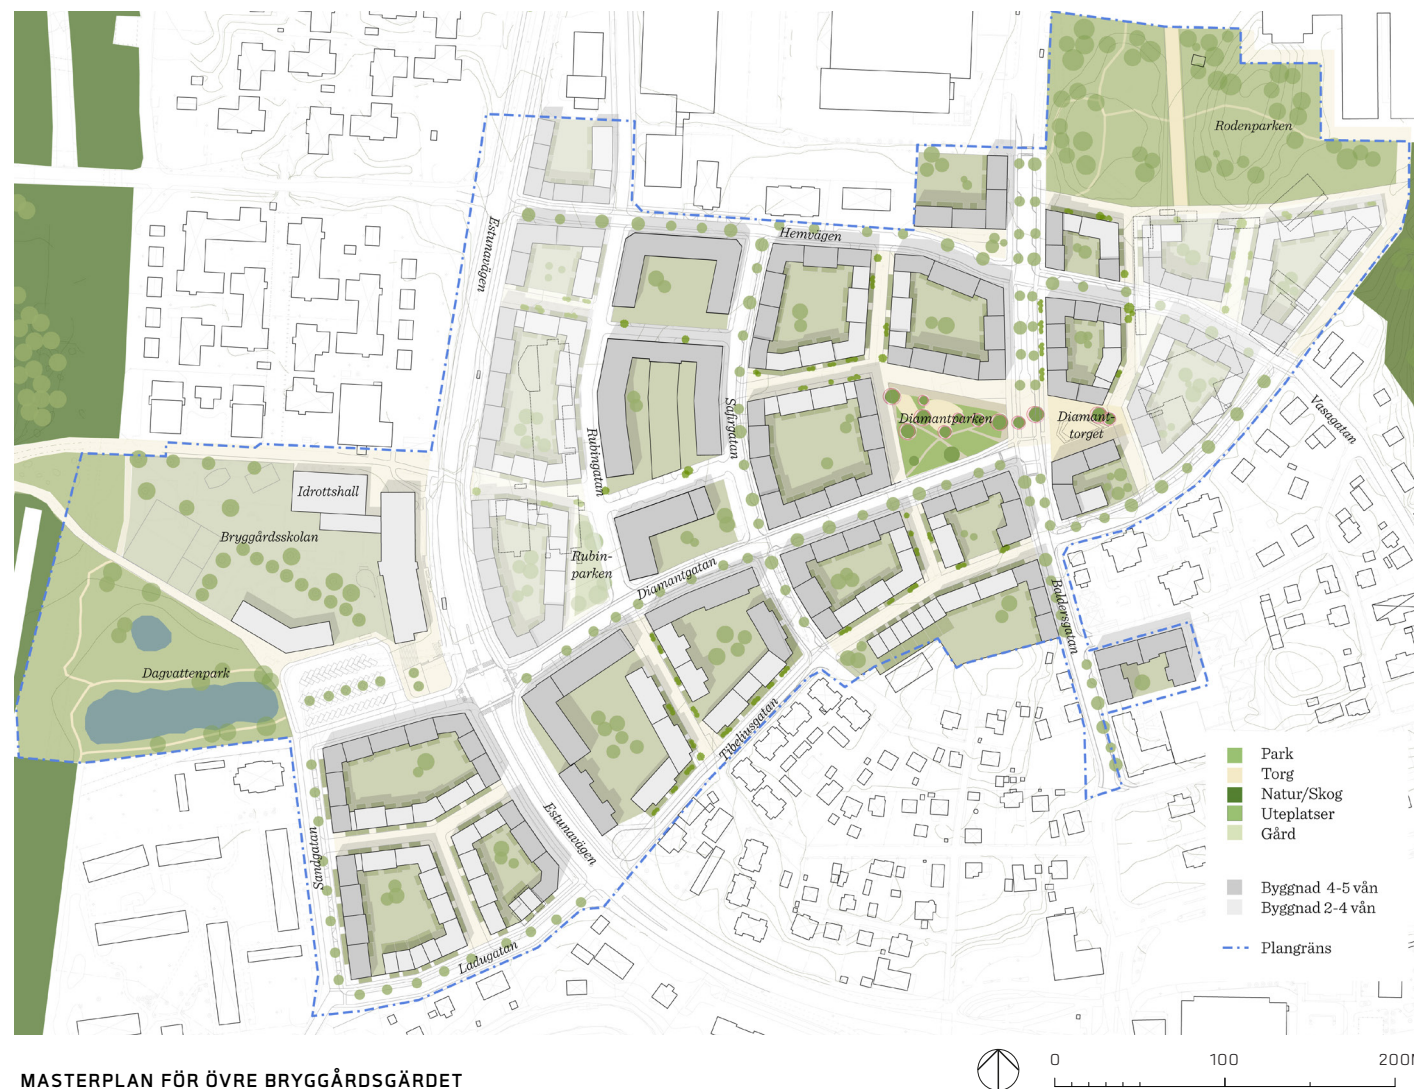 Rodenparken
Hemvägen
Estunavägen
Diamantparken
Diamant-
torget
Safirgatan
Rubingatan
Vasagatan
Idrottshall
Bryggårdsskolan
Rubin-
parken
Diamantgatan
Baldersgatan
Dagvattenpark
Tibeliusgatan
Estunavägen
Sandgatan
Ladugatan
Park
Torg
Natur/Skog
Uteplatser
Gård
Byggnad 4-5 vån
Byggnad 2-4 vån
Plangräns
0 100 200
MASTERPLAN FÖR ÖVRE BRYGGÅRDSGÄRDET